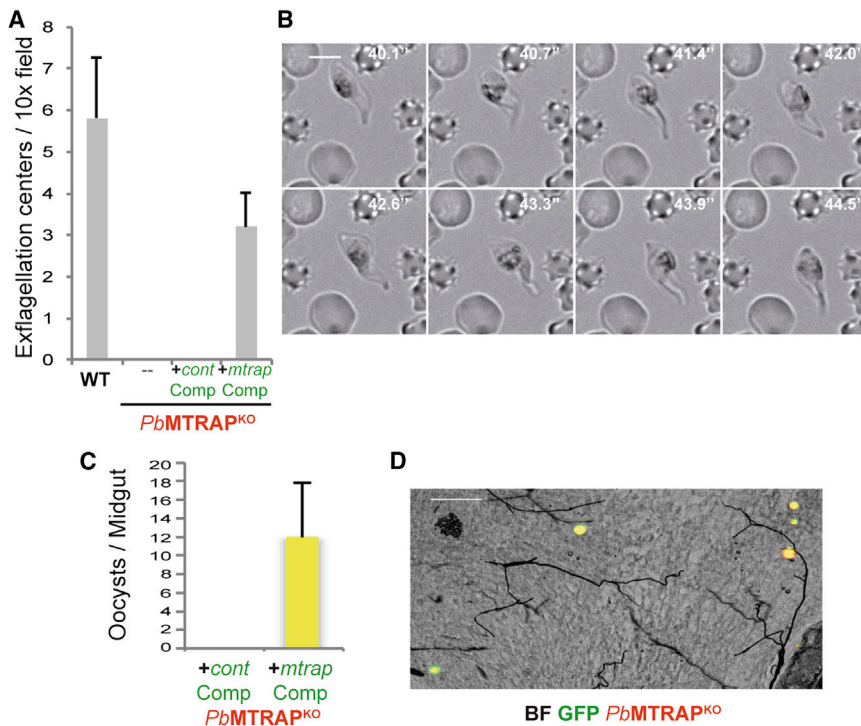 A
Exflagellation centers / 10x field
8
7
6
5
4
3
2
1
0
WT
--
+cont
Comp
+mtrap
Comp
PbMTRAPKO
B
40.1”
40.7”
41.4”
42.0”
42.6”
43.3”
43.9”
44.5”
C
Oocysts / Midgut
20
18
16
14
12
10
8
6
4
2
0
+cont
Comp
+mtrap
Comp
PbMTRAPKO
D
BF GFP PbMTRAPKO